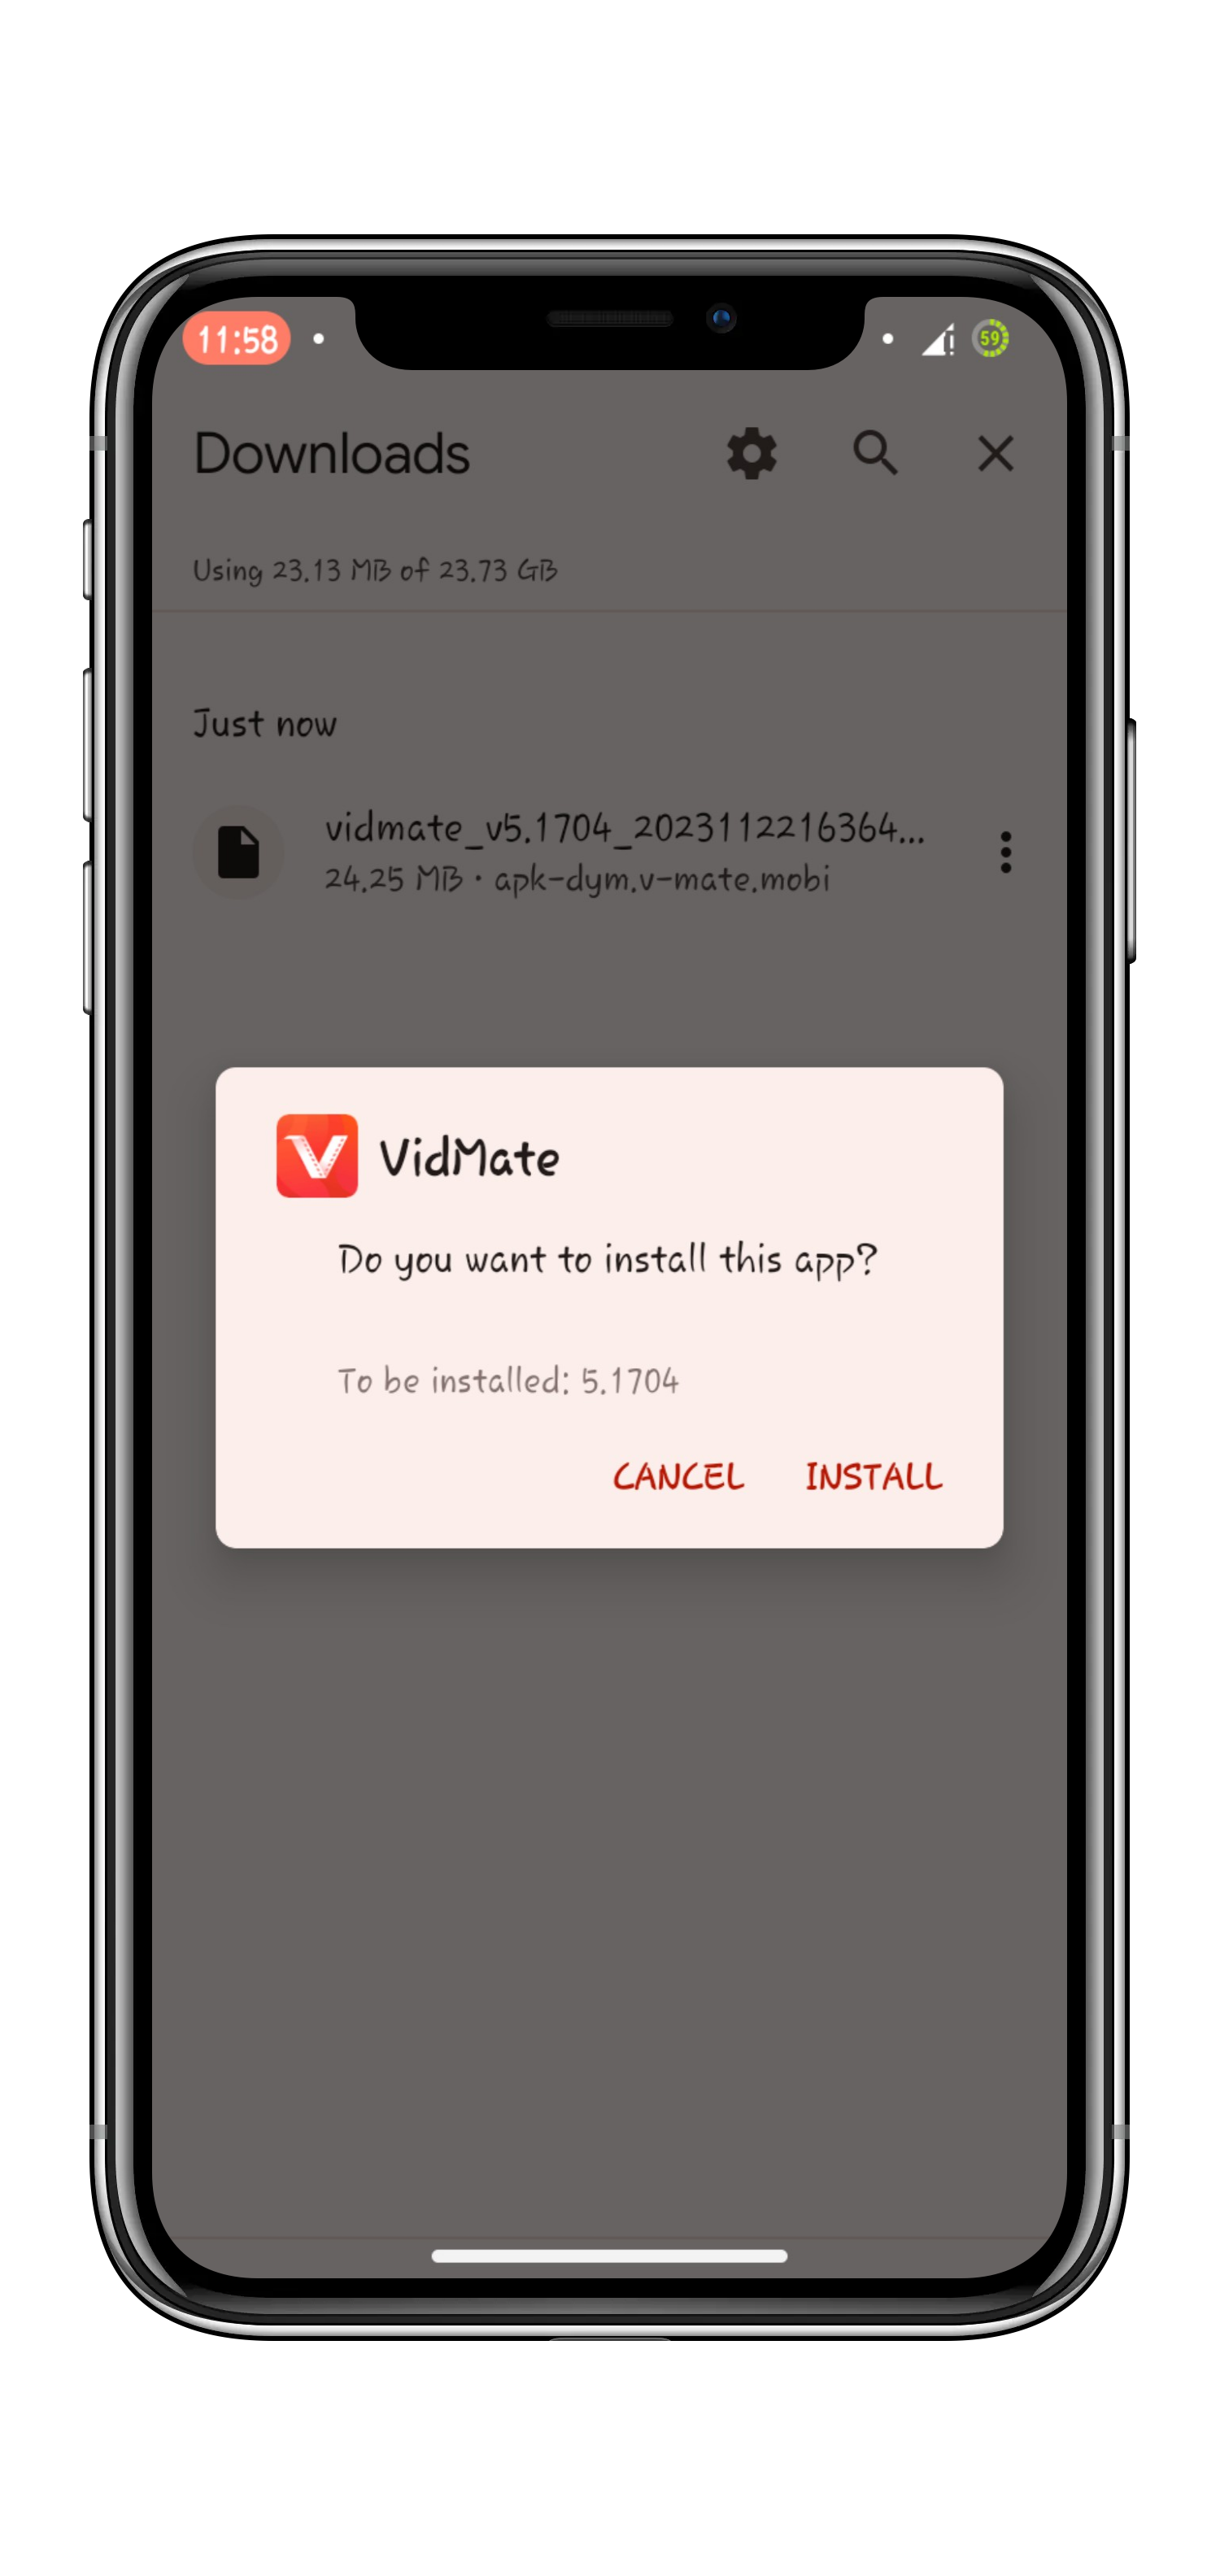 11:58
59
Downloads
Using 23.13 MB of 23.73 GB
Just now
vidmate_v5.1704_2023112216364...
24.25 MB • apk-dym.v-mate.mobi
VidMate
Do you want to install this app?
To be installed: 5.1704
CANCEL INSTALL